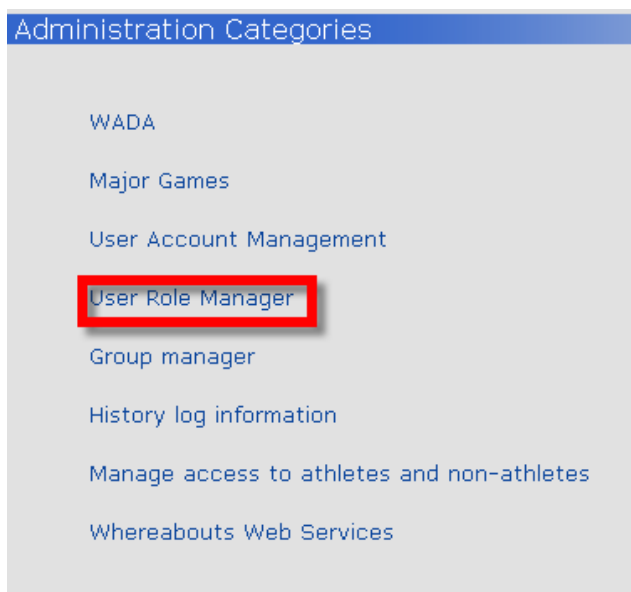 Administration Categories
WADA
Major Games
User Account Management
User Role Manager
Group manager
History log information
Manage access to athletes and non-athletes
Whereabouts Web Services